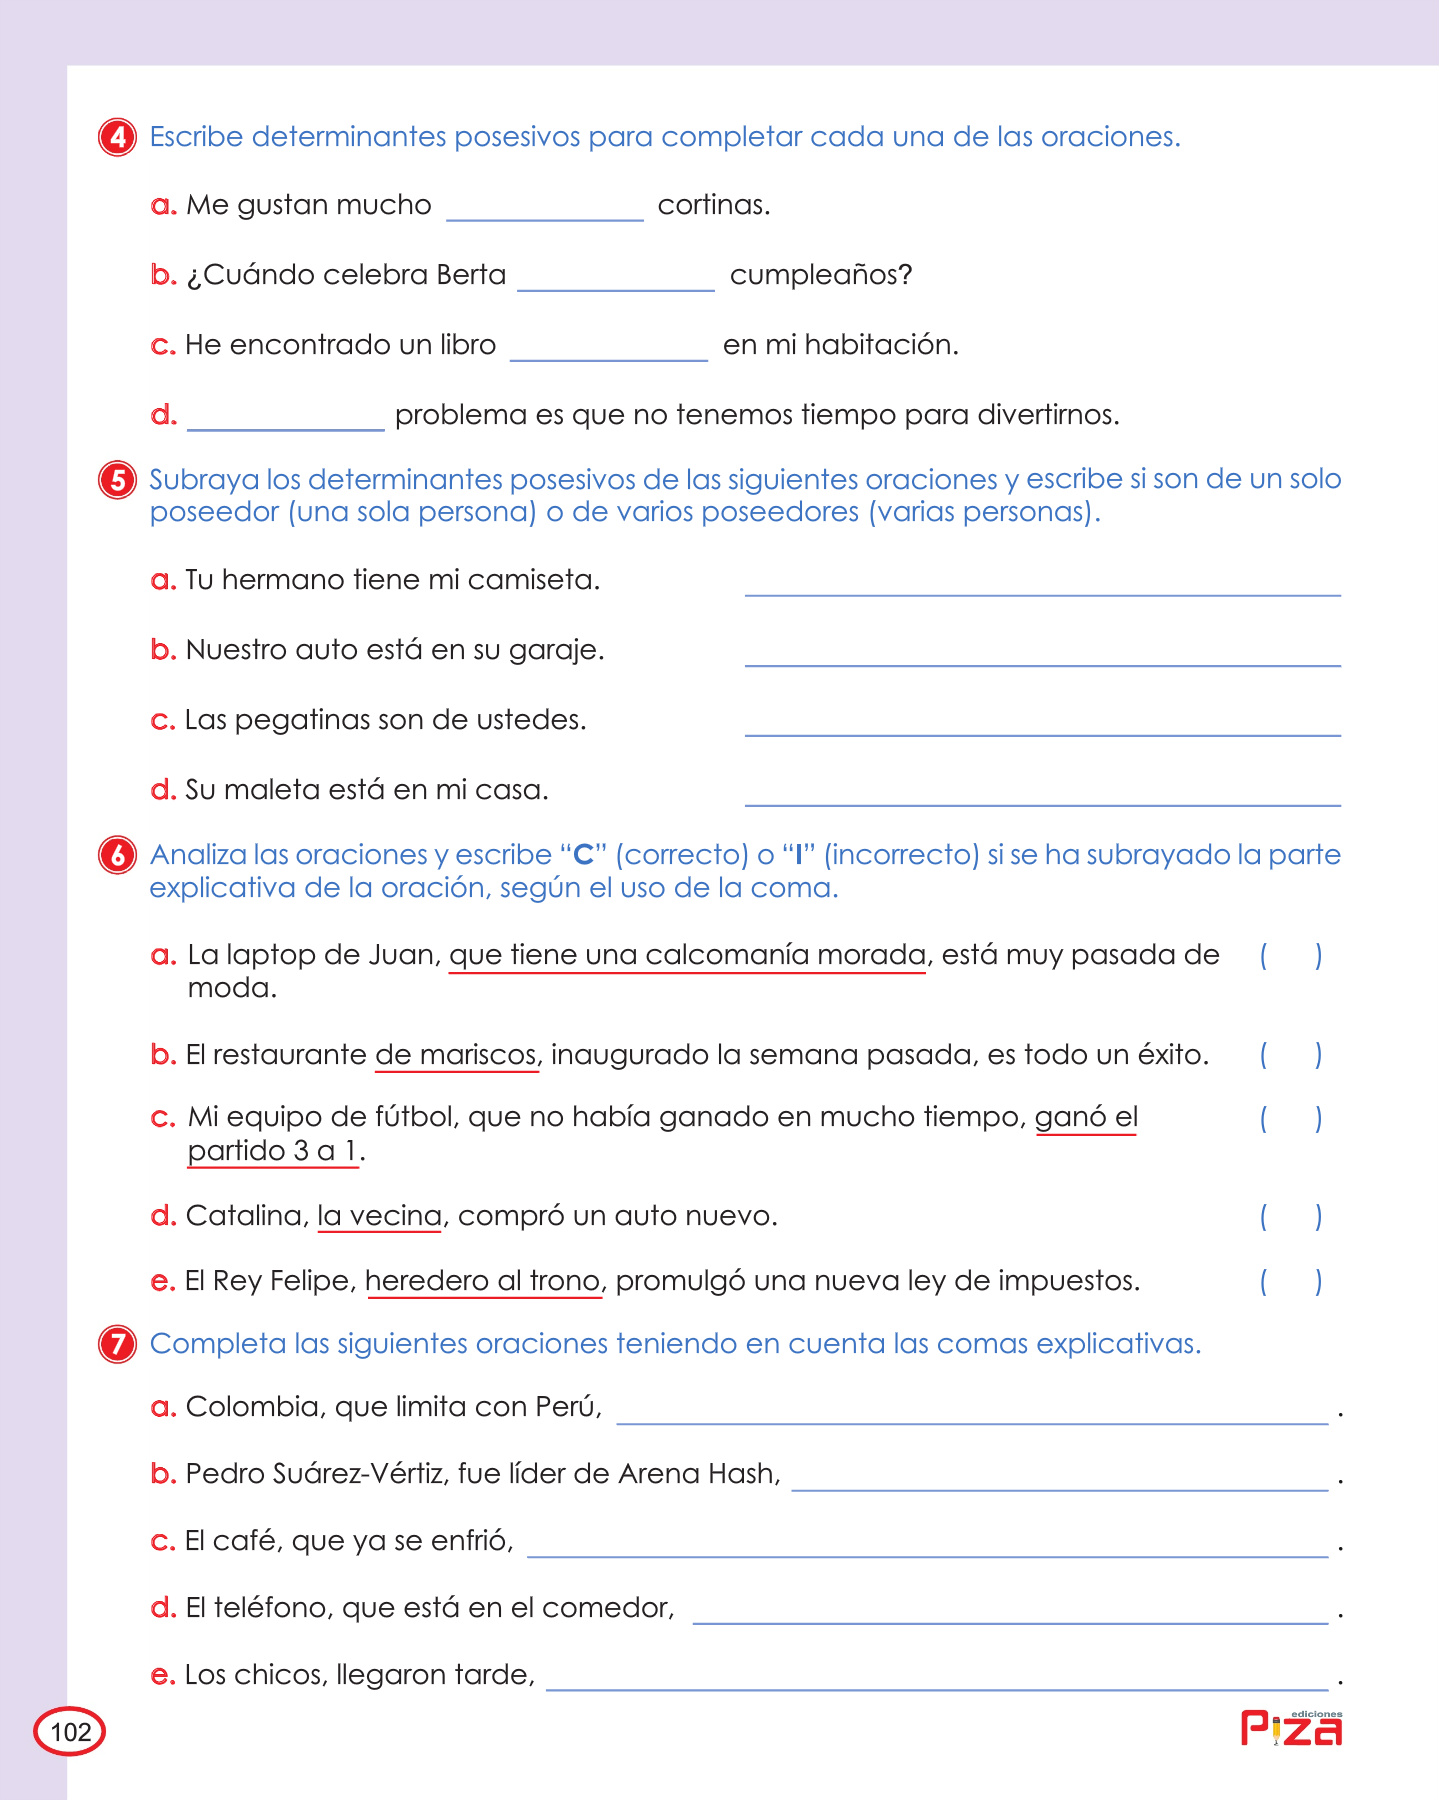 4 Escribe determinantes posesivos para completar cada una de las oraciones.
a. Me gustan mucho ____________ cortinas.
b. ¿Cuándo celebra Berta ____________ cumpleaños?
c. He encontrado un libro ____________ en mi habitación.
d. ____________ problema es que no tenemos tiempo para divertirnos.
5 Subraya los determinantes posesivos de las siguientes oraciones y escribe si son de un solo
poseedor (una sola persona) o de varios poseedores (varias personas).
a. Tu hermano tiene mi camiseta. ____________
b. Nuestro auto está en su garaje. ____________
c. Las pegatinas son de ustedes. ____________
d. Su maleta está en mi casa. ____________
6 Analiza las oraciones y escribe “C” (correcto) o “I” (incorrecto) si se ha subrayado la parte
explicativa de la oración, según el uso de la coma.
a. La laptop de Juan, que tiene una calcomanía morada, está muy pasada de ( )
moda.
b. El restaurante de mariscos, inaugurado la semana pasada, es todo un éxito. ( )
c. Mi equipo de fútbol, que no había ganado en mucho tiempo, ganó el ( )
partido 3 a 1.
d. Catalina, la vecina, compró un auto nuevo. ( )
e. El Rey Felipe, heredero al trono, promulgó una nueva ley de impuestos. ( )
7 Completa las siguientes oraciones teniendo en cuenta las comas explicativas.
a. Colombia, que limita con Perú, ____________ .
b. Pedro Suárez-Vértiz, fue líder de Arena Hash, ____________ .
c. El café, que ya se enfrió, ____________ .
d. El teléfono, que está en el comedor, ____________ .
e. Los chicos, llegaron tarde, ____________ .
102
ediciones
Piza